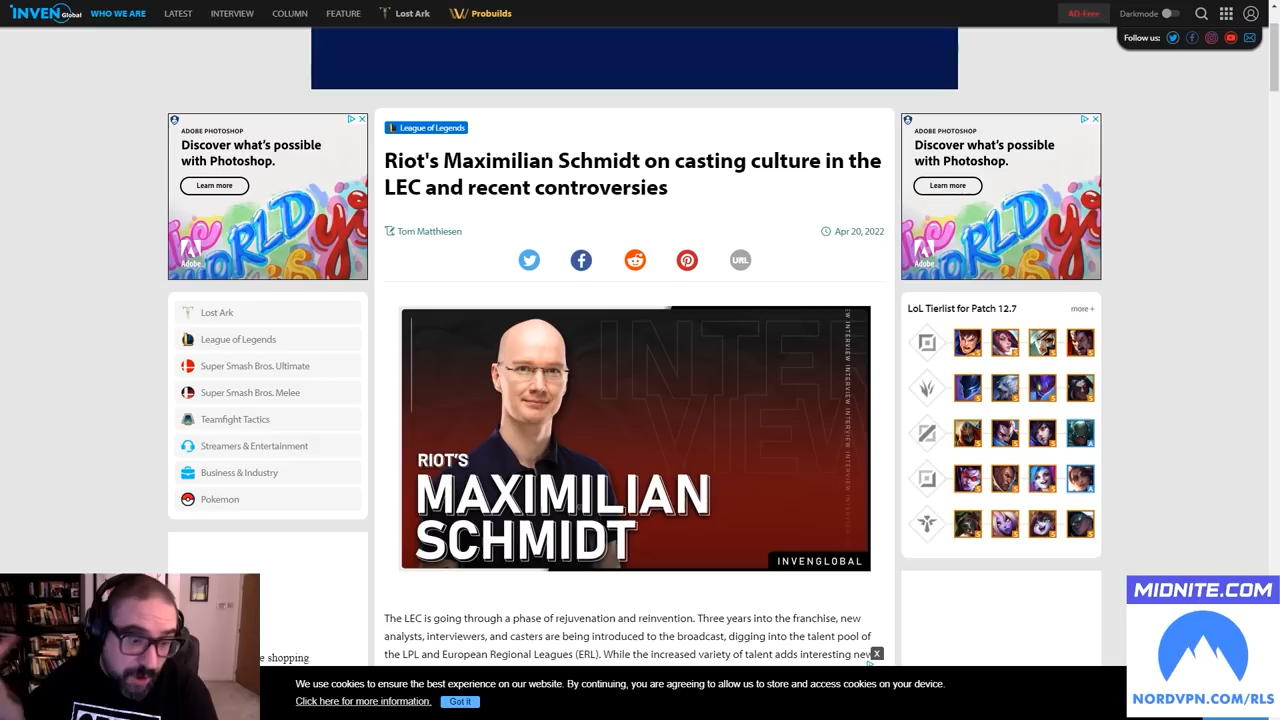 INVEN Global
WHO WE ARE
LATEST
INTERVIEW
COLUMN
FEATURE
Lost Ark
Probuilds
AD-Free
Darkmode
Follow us:
ADOBE PHOTOSHOP
Discover what's possible
with Photoshop.
Learn more
Adobe
League of Legends
Riot's Maximilian Schmidt on casting culture in the
LEC and recent controversies
Tom Matthiesen
Apr 20, 2022
URL
ADOBE PHOTOSHOP
Discover what's possible
with Photoshop.
Learn more
Adobe
Lost Ark
League of Legends
Super Smash Bros. Ultimate
Super Smash Bros. Melee
Teamfight Tactics
Streamers & Entertainment
Business & Industry
Pokemon
INTER
VIEW
RIOT'S
MAXIMILIAN
SCHMIDT
INVENGLOBAL
LoL Tierlist for Patch 12.7
more +
The LEC is going through a phase of rejuvenation and reinvention. Three years into the franchise, new
analysts, interviewers, and casters are being introduced to the broadcast, digging into the talent pool of
the LPL and European Regional Leagues (ERL). While the increased variety of talent adds interesting new
e shopping
We use cookies to ensure the best experience on our website. By continuing, you are agreeing to allow us to store and access cookies on your device.
Click here for more information.
Got it
MIDNITE.COM
NORDVPN.COM/RLS